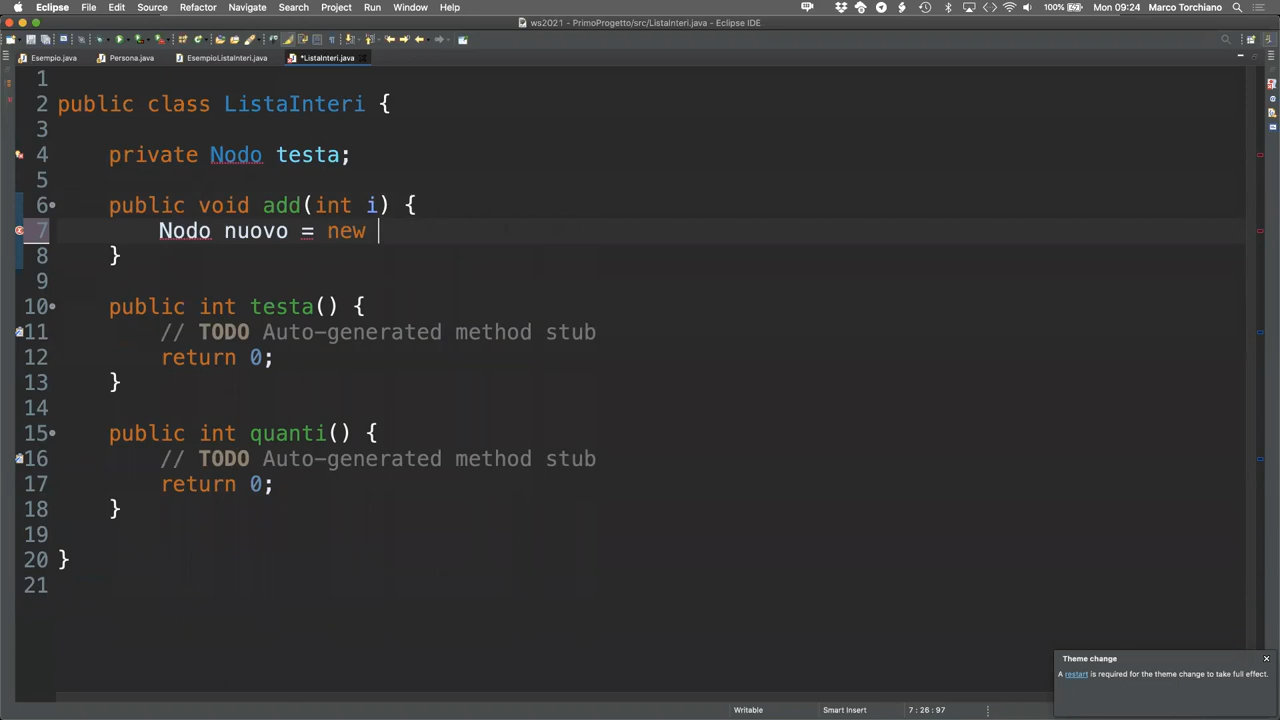 Eclipse File Edit Source Refactor Navigate Search Project Run Window Help 100% Mon 09:24 Marco Torchiano
ws2021 - PrimoProgetto/src/ListaInteri.java - Eclipse IDE
Esempio.java Persona.java EsempioListaInteri.java *ListaInteri.java
1
2 public class ListaInteri {
3
4 private Nodo testa;
5
6 public void add(int i) {
7 Nodo nuovo = new
8 }
9
10 public int testa() {
11 // TODO Auto-generated method stub
12 return 0;
13 }
14
15 public int quanti() {
16 // TODO Auto-generated method stub
17 return 0;
18 }
19
20 }
21
Theme change
A restart is required for the theme change to take full effect.
Writable Smart Insert 7 : 26 : 97